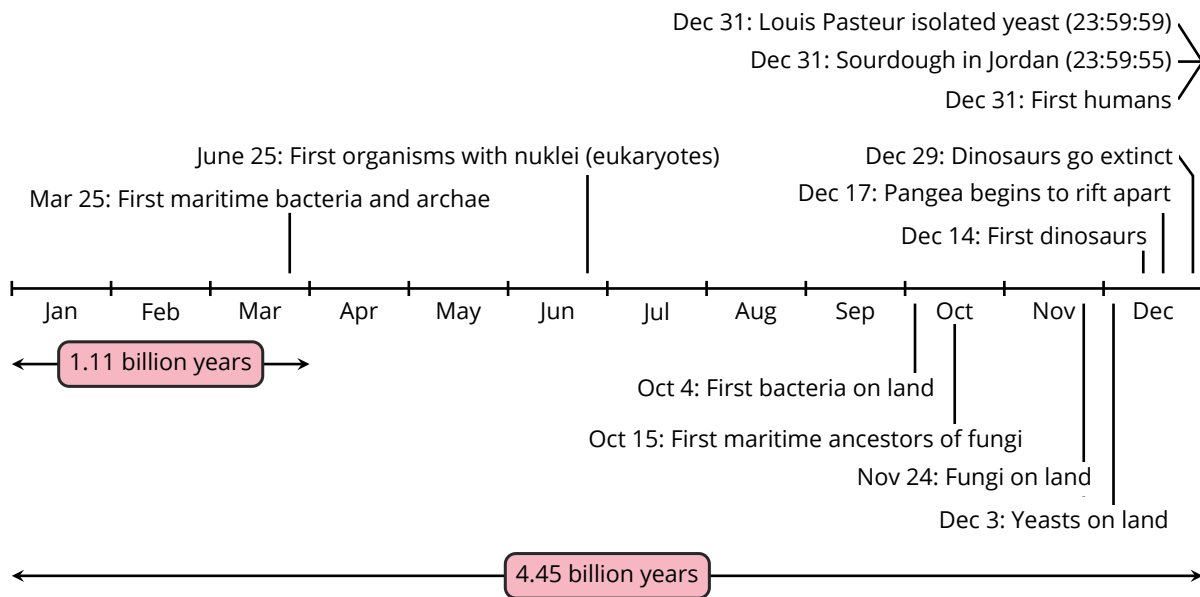 Dec 31: Louis Pasteur isolated yeast (23:59:59)
Dec 31: Sourdough in Jordan (23:59:55)
Dec 31: First humans
June 25: First organisms with nuklei (eukaryotes)
Dec 29: Dinosaurs go extinct
Mar 25: First maritime bacteria and archae
Dec 17: Pangea begins to rift apart
Dec 14: First dinosaurs
Jan Feb Mar Apr May Jun Jul Aug Sep Oct Nov Dec
1.11 billion years
Oct 4: First bacteria on land
Oct 15: First maritime ancestors of fungi
Nov 24: Fungi on land
Dec 3: Yeasts on land
4.45 billion years